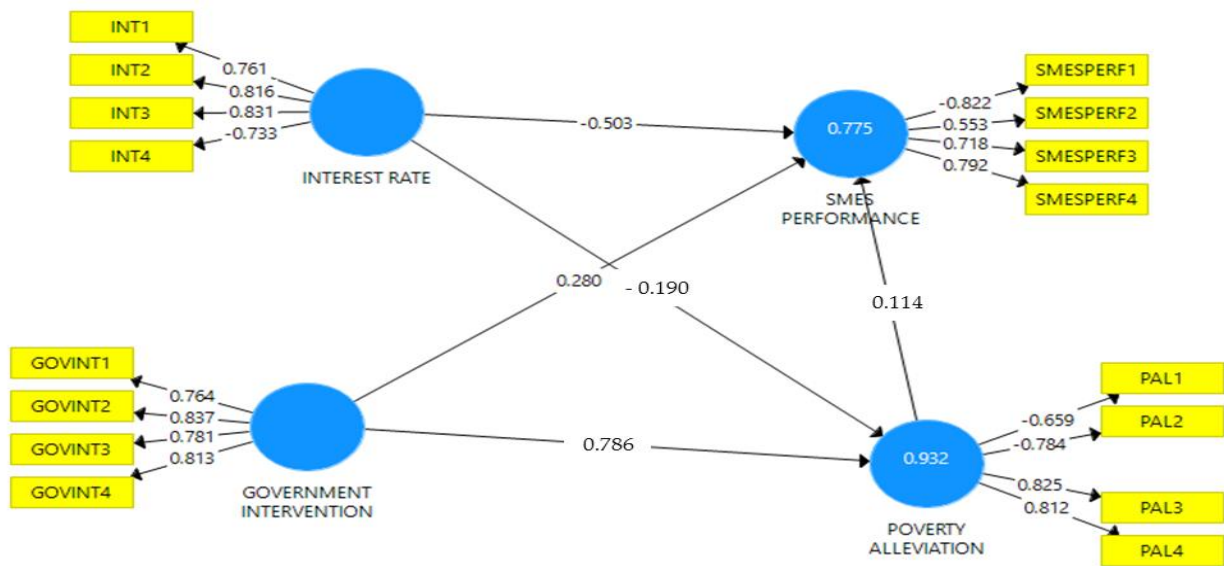 INT1
INT2
INT3
INT4
0.761
0.816
0.831
-0.733
INTEREST RATE
-0.503
0.775
SMES
PERFORMANCE
-0.822
0.553
0.718
0.792
SMESPERF1
SMESPERF2
SMESPERF3
SMESPERF4
0.280
- 0.190
0.114
GOVINT1
GOVINT2
GOVINT3
GOVINT4
0.764
0.837
0.781
0.813
GOVERNMENT
INTERVENTION
0.786
0.932
POVERTY
ALLEVIATION
-0.659
-0.784
0.825
0.812
PAL1
PAL2
PAL3
PAL4